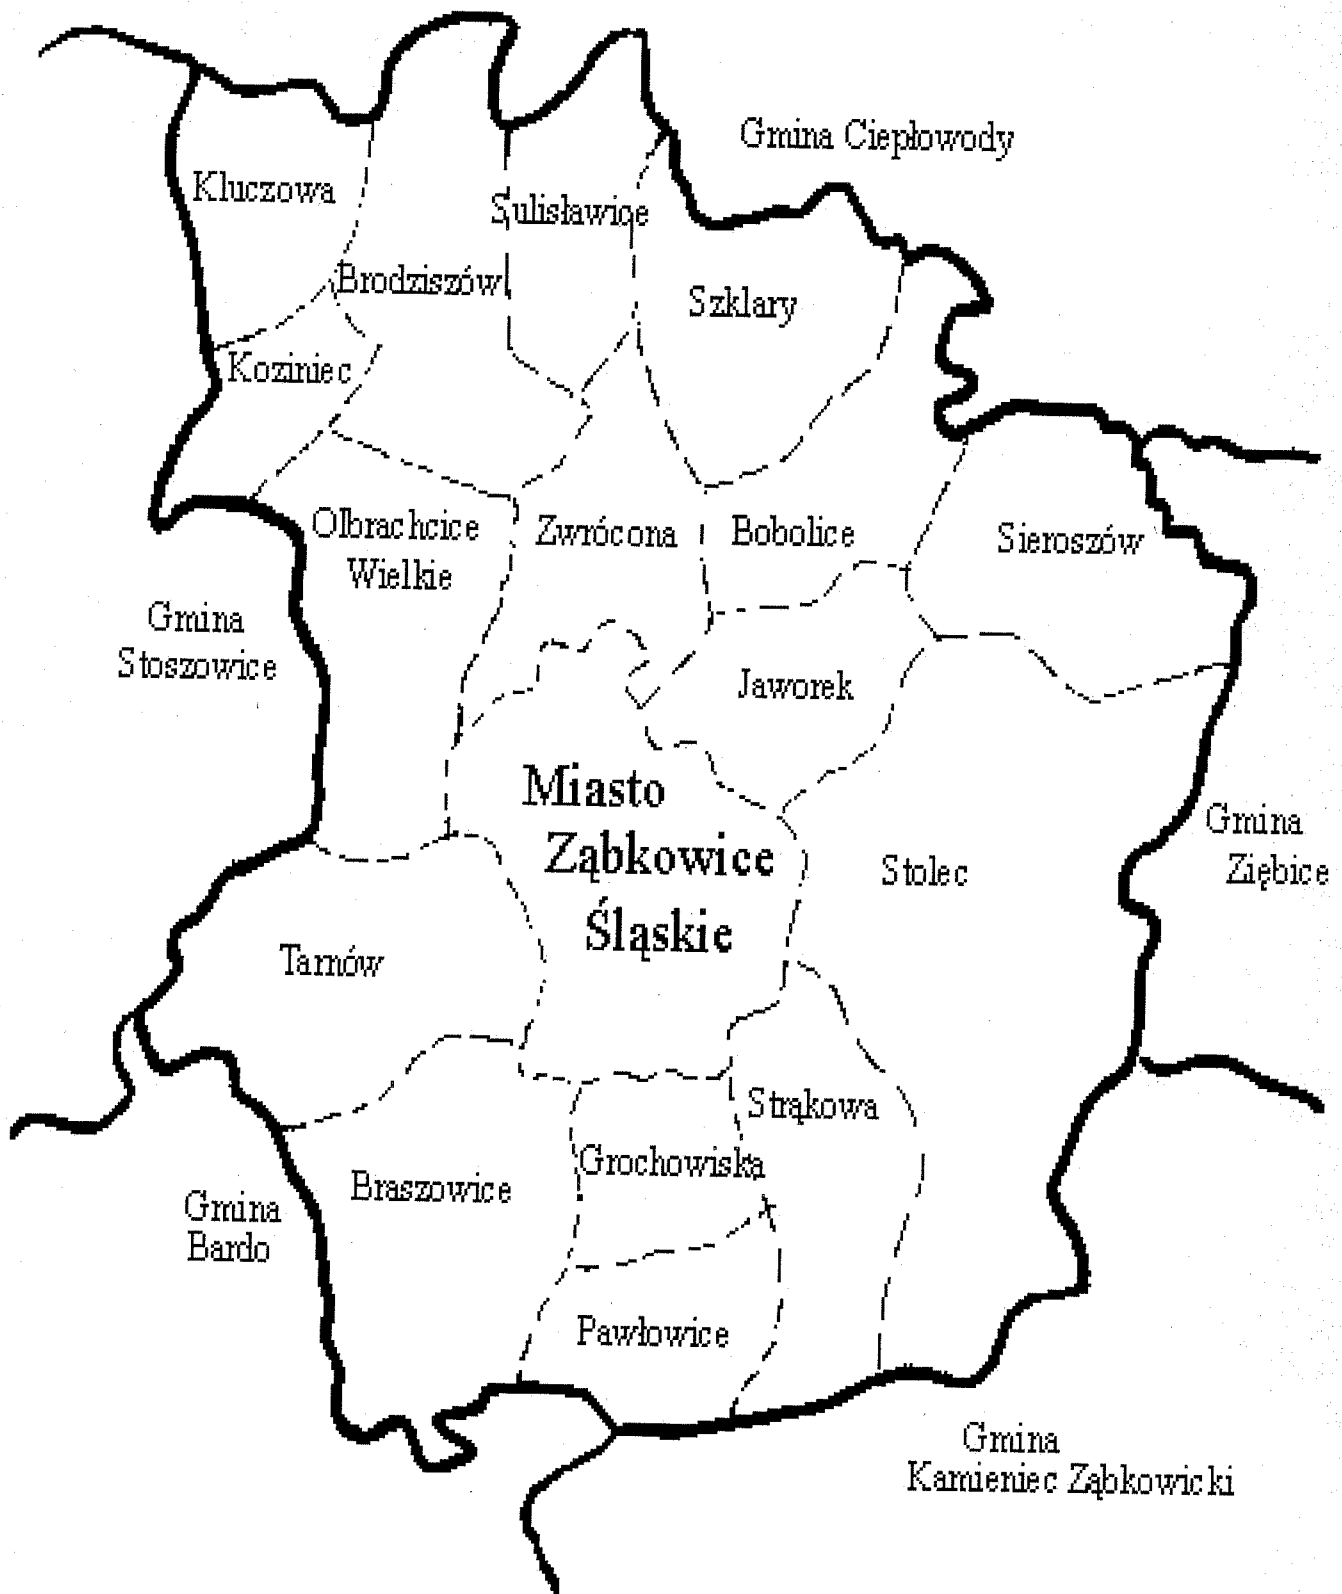 Gmina Ciepłowody
Kluczowa
Sulisławice
Brodziszów
Szklary
Koziniec
Olbrachcice
Wielkie
Zwrócona
Bobolice
Sieroszów
Gmina
Stoszowice
Jaworek
Miasto
Ząbkowice
Śląskie
Stolec
Gmina
Ziębice
Tarnów
Strąkowa
Grochowiska
Braszowice
Gmina
Bardo
Pawłowice
Gmina
Kamieniec Ząbkowicki